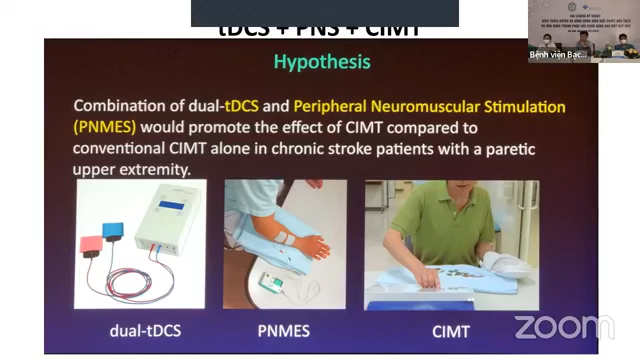 tDCS + PNS + CIMT
Hypothesis
Combination of dual-tDCS and Peripheral Neuromuscular Stimulation
(PNMES) would promote the effect of CIMT compared to
conventional CIMT alone in chronic stroke patients with a paretic
upper extremity.
dual-tDCS
PNMES
CIMT
Bệnh viện Bạc...
zoom